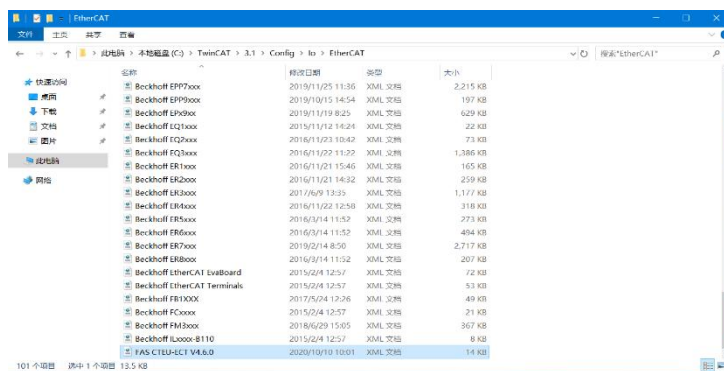 EtherCAT
文件 主页 共享 查看
此电脑 > 本地磁盘 (C:) > TwinCAT > 3.1 > Config > Io > EtherCAT
搜索"EtherCAT"
名称 修改日期 类型 大小
快速访问
桌面
下载
文档
图片
此电脑
网络
Beckhoff EPP7xxx 2019/11/25 11:36 XML 文档 2,215 KB
Beckhoff EPP9xxx 2019/10/15 14:54 XML 文档 197 KB
Beckhoff EPx9xx 2019/11/19 8:25 XML 文档 629 KB
Beckhoff EQ1xxx 2015/11/12 14:24 XML 文档 22 KB
Beckhoff EQ2xxx 2016/11/23 10:42 XML 文档 73 KB
Beckhoff EQ3xxx 2016/11/22 11:22 XML 文档 1,386 KB
Beckhoff ER1xxx 2016/11/21 15:46 XML 文档 165 KB
Beckhoff ER2xxx 2016/11/21 14:32 XML 文档 259 KB
Beckhoff ER3xxx 2017/6/9 13:35 XML 文档 1,177 KB
Beckhoff ER4xxx 2016/11/22 12:58 XML 文档 318 KB
Beckhoff ER5xxx 2016/3/14 11:52 XML 文档 273 KB
Beckhoff ER6xxx 2016/3/14 11:52 XML 文档 494 KB
Beckhoff ER7xxx 2019/2/14 8:50 XML 文档 2,717 KB
Beckhoff ER8xxx 2016/3/14 11:52 XML 文档 207 KB
Beckhoff EtherCAT EvaBoard 2015/2/4 12:57 XML 文档 72 KB
Beckhoff EtherCAT Terminals 2015/2/4 12:57 XML 文档 53 KB
Beckhoff FB1XXX 2017/5/24 12:26 XML 文档 49 KB
Beckhoff FCxxxx 2015/2/4 12:57 XML 文档 21 KB
Beckhoff FM3xxx 2018/6/29 15:05 XML 文档 367 KB
Beckhoff ILxxxx-B110 2015/2/4 12:57 XML 文档 8 KB
FAS CTEU-ECT V4.6.0 2020/10/10 10:01 XML 文档 14 KB
101 个项目 选中 1 个项目 13.5 KB